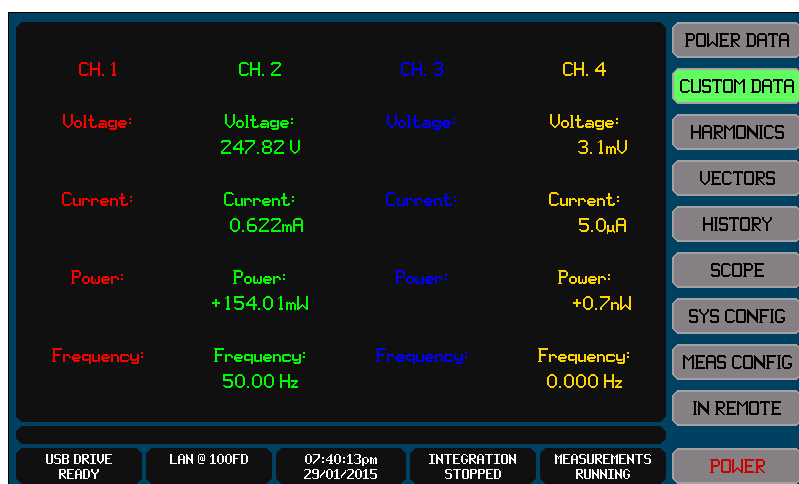 CH. 1 CH. 2 CH. 3 CH. 4
Voltage: Voltage: Voltage: Voltage:
247.82 V 3.1mV
Current: Current: Current: Current:
0.622mA 5.0µA
Power: Power: Power: Power:
+154.01mW +0.7nW
Frequency: Frequency: Frequency: Frequency:
50.00 Hz 0.000 Hz
POWER DATA
CUSTOM DATA
HARMONICS
VECTORS
HISTORY
SCOPE
SYS CONFIG
MEAS CONFIG
IN REMOTE
POWER
USB DRIVE
READY
LAN @ 100FD
07:40:13pm
29/01/2015
INTEGRATION
STOPPED
MEASUREMENTS
RUNNING